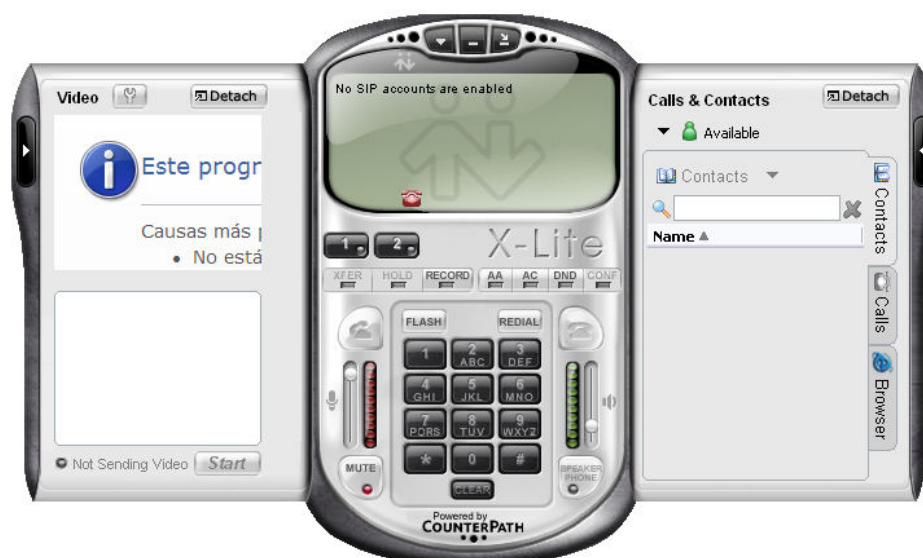 Video
Detach
Este progr
Causas más p
• No está
Not Sending Video
Start
No SIP accounts are enabled
1 2
X-Lite
XFER HOLD RECORD AA AC DND CONF
FLASH REDIAL
1
2 ABC
3 DEF
4 GHI
5 JKL
6 MNO
7 PQRS
8 TUV
9 WXYZ
* 0 #
MUTE
SPEAKER PHONE
CLEAR
Powered by
COUNTERPATH
Calls & Contacts
Detach
Available
Contacts
Name
Contacts
Calls
Browser